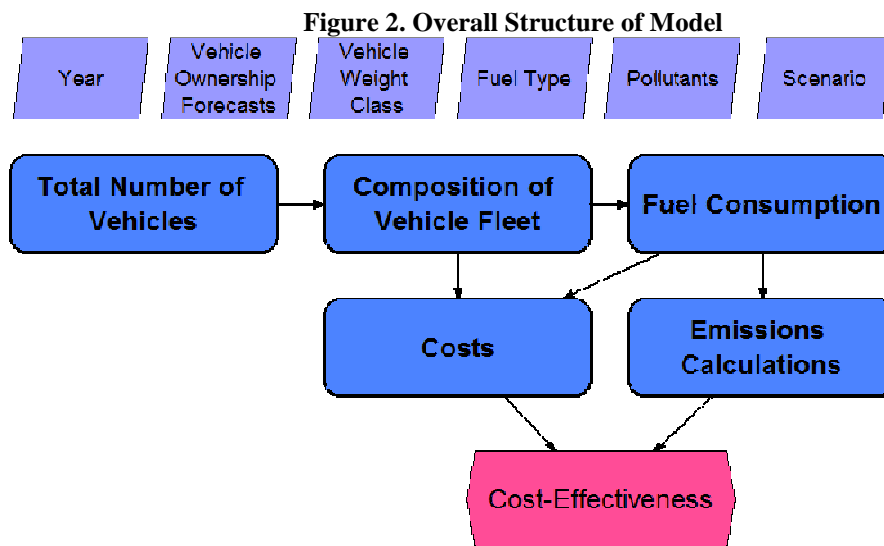 Figure 2. Overall Structure of Model
Year
Vehicle
Ownership
Forecasts
Vehicle
Weight
Class
Fuel Type
Pollutants
Scenario
Total Number of
Vehicles
Composition of
Vehicle Fleet
Fuel Consumption
Costs
Emissions
Calculations
Cost-Effectiveness